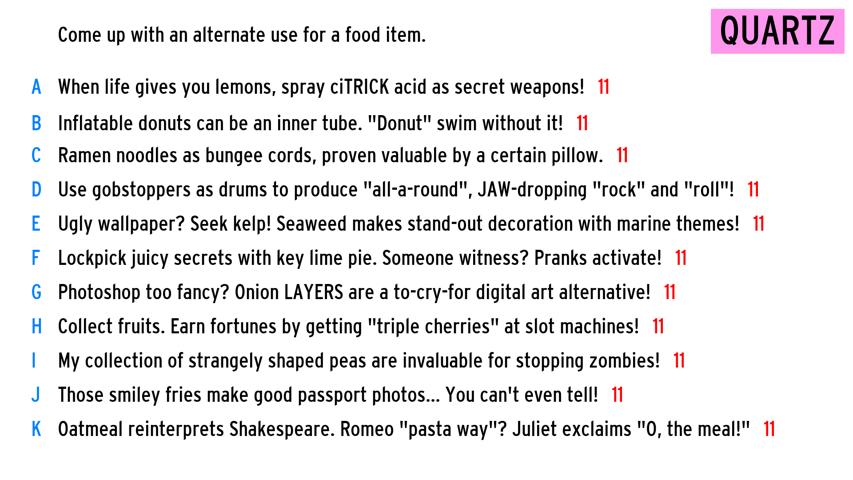 Come up with an alternate use for a food item.
QUARTZ
A When life gives you lemons, spray ciTRICK acid as secret weapons! 11
B Inflatable donuts can be an inner tube. "Donut" swim without it! 11
C Ramen noodles as bungee cords, proven valuable by a certain pillow. 11
D Use gobstoppers as drums to produce "all-a-round", JAW-dropping "rock" and "roll"! 11
E Ugly wallpaper? Seek kelp! Seaweed makes stand-out decoration with marine themes! 11
F Lockpick juicy secrets with key lime pie. Someone witness? Pranks activate! 11
G Photoshop too fancy? Onion LAYERS are a to-cry-for digital art alternative! 11
H Collect fruits. Earn fortunes by getting "triple cherries" at slot machines! 11
I My collection of strangely shaped peas are invaluable for stopping zombies! 11
J Those smiley fries make good passport photos... You can't even tell! 11
K Oatmeal reinterprets Shakespeare. Romeo "pasta way"? Juliet exclaims "O, the meal!" 11